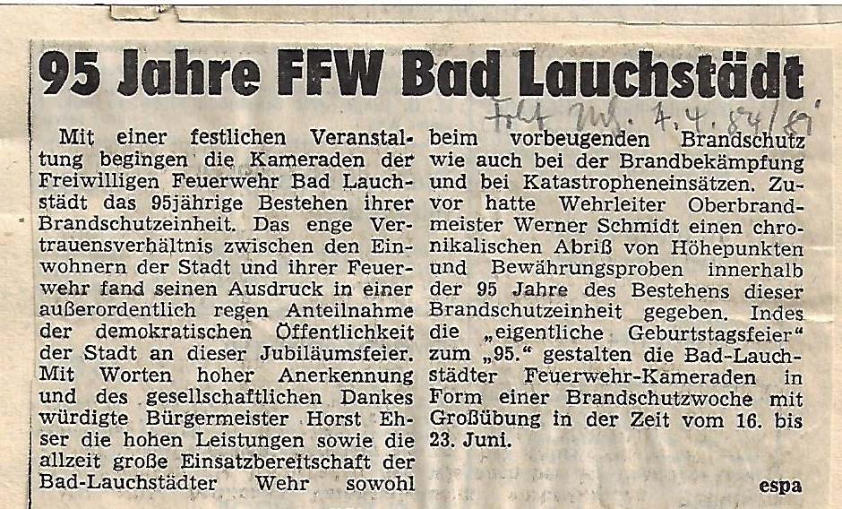 95 Jahre FFW Bad Lauchstädt
7. 4. 84/
Mit einer festlichen Veranstal-
tung begingen die Kameraden der
Freiwilligen Feuerwehr Bad Lauch-
städt das 95jährige Bestehen ihrer
Brandschutzeinheit. Das enge Ver-
trauensverhältnis zwischen den Ein-
wohnern der Stadt und ihrer Feuer-
wehr fand seinen Ausdruck in einer
außerordentlich regen Anteilnahme
der demokratischen Öffentlichkeit
der Stadt an dieser Jubiläumsfeier.
Mit Worten hoher Anerkennung
und des gesellschaftlichen Dankes
würdigte Bürgermeister Horst Eh-
ser die hohen Leistungen sowie die
allzeit große Einsatzbereitschaft der
Bad-Lauchstädter Wehr sowohl
beim vorbeugenden Brandschutz
wie auch bei der Brandbekämpfung
und bei Katastropheneinsätzen. Zu-
vor hatte Wehrleiter Oberbrand-
meister Werner Schmidt einen chro-
nikalischen Abriß von Höhepunkten
und Bewährungsproben innerhalb
der 95 Jahre des Bestehens dieser
Brandschutzeinheit gegeben. Indes
die „eigentliche Geburtstagsfeier“
zum „95.“ gestalten die Bad-Lauch-
städter Feuerwehr-Kameraden in
Form einer Brandschutzwoche mit
Großübung in der Zeit vom 16. bis
23. Juni.
espa